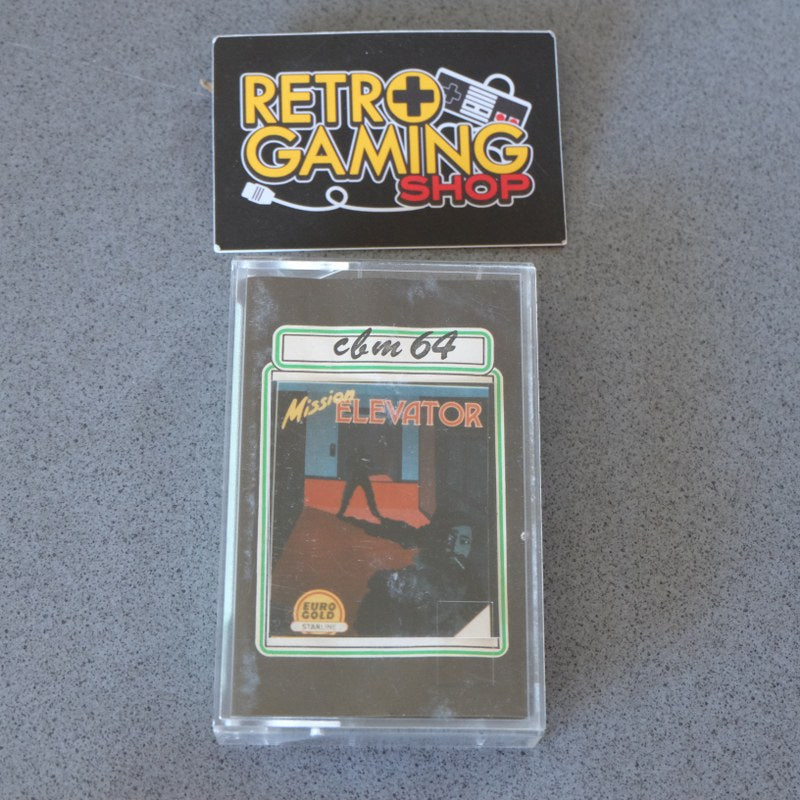 RETRO
GAMING
SHOP
cbm 64
Mission
ELEVATOR
EURO
GOLD
STARLINE